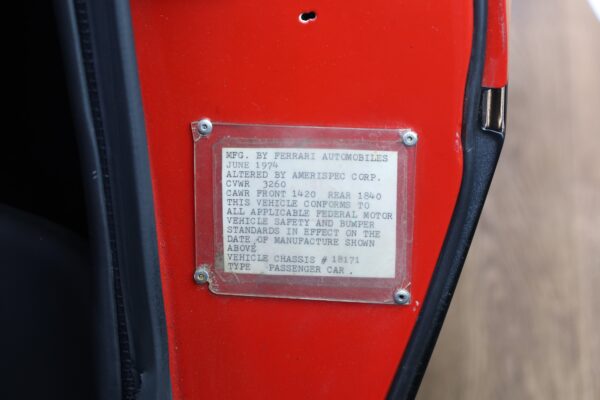 MFG. BY FERRARI AUTOMOBILES
JUNE 1974
ALTERED BY AMERISPEC CORP.
CVWR 3260
CAWR FRONT 1420 REAR 1840
THIS VEHICLE CONFORMS TO
ALL APPLICABLE FEDERAL MOTOR
VEHICLE SAFETY AND BUMPER
STANDARDS IN EFFECT ON THE
DATE OF MANUFACTURE SHOWN
ABOVE
VEHICLE CHASSIS # 18171
TYPE PASSENGER CAR .